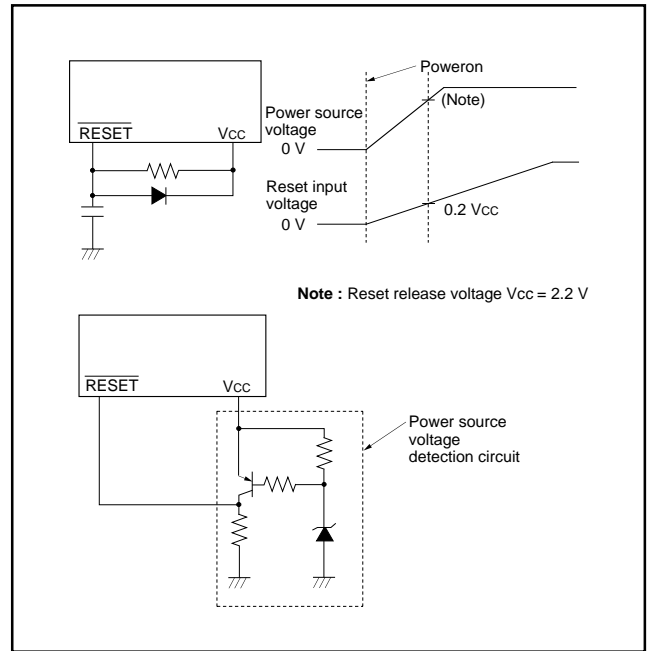 Poweron
(Note)
Power source
voltage
0 V
RESET
VCC
Reset input
voltage
0 V
0.2 VCC
Note : Reset release voltage Vcc = 2.2 V
RESET
VCC
Power source
voltage
detection circuit